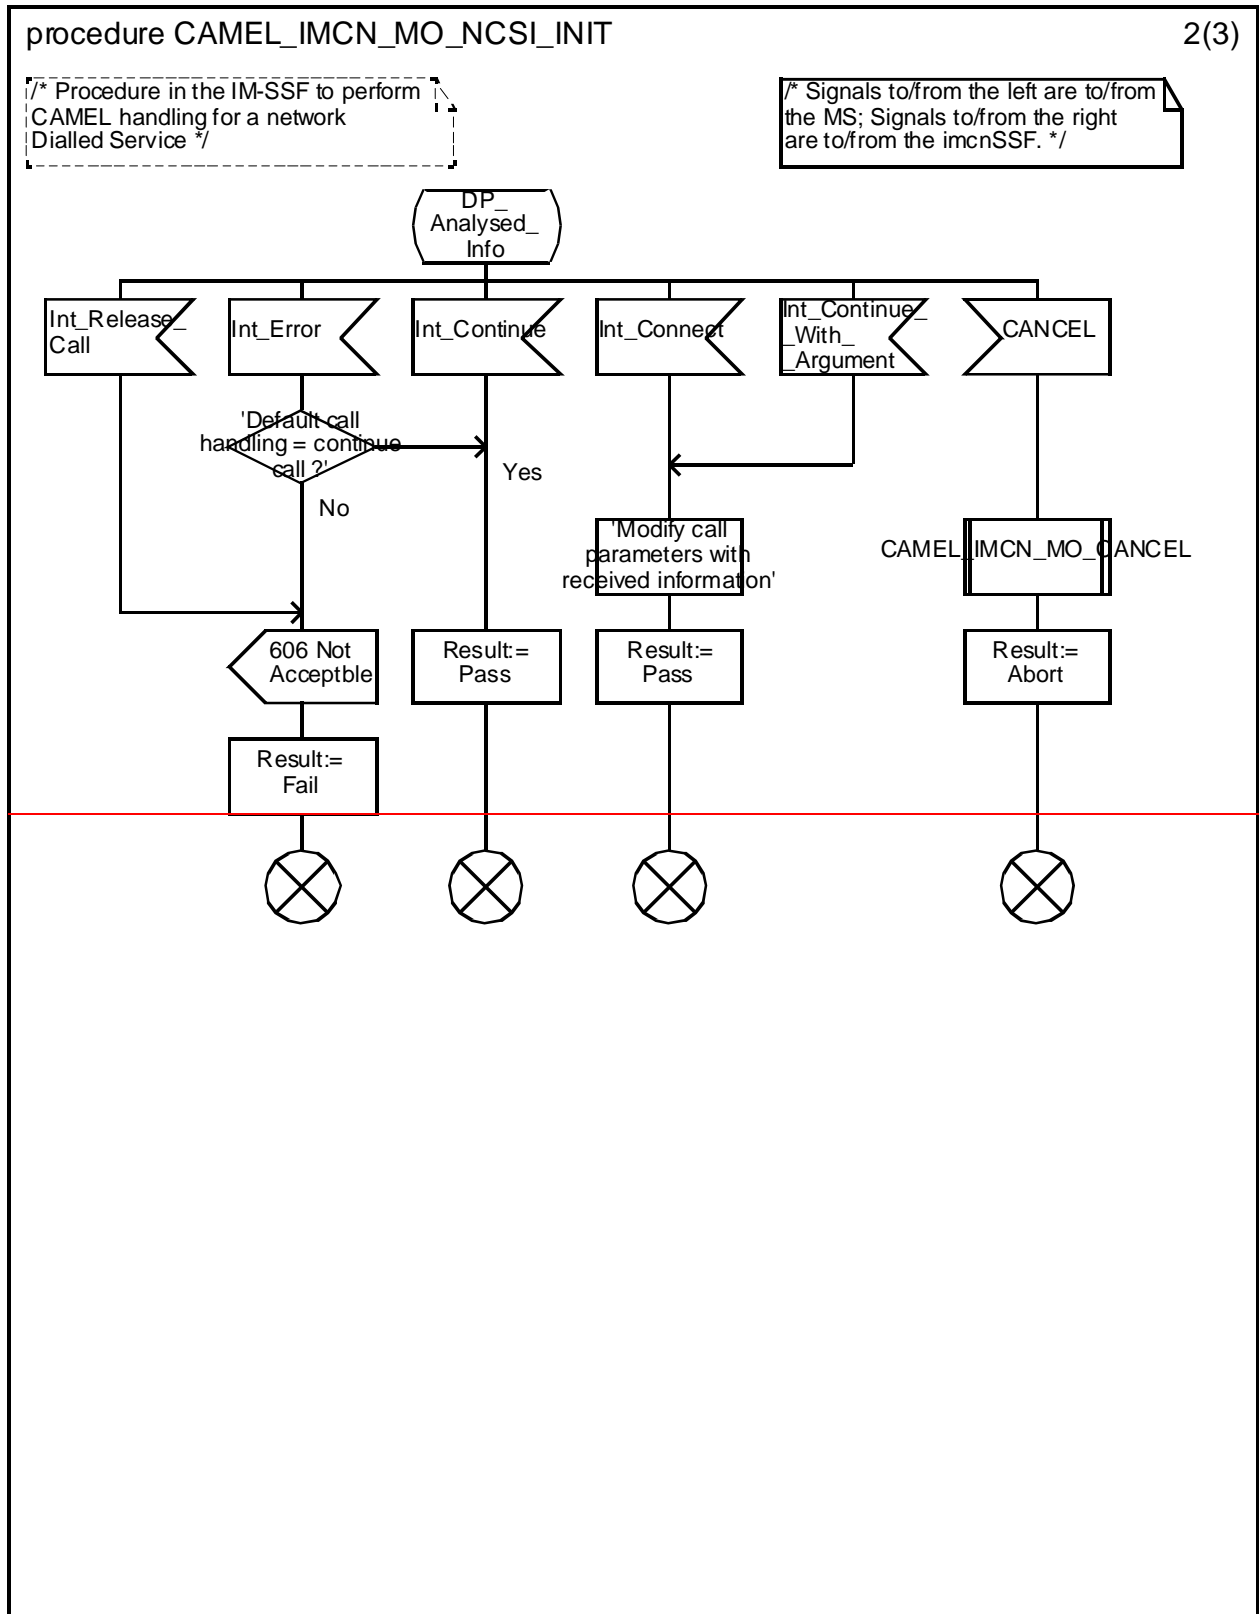 procedure CAMEL_IMCN_MO_NCSI_INIT
2(3)
/* Procedure in the IM-SSF to perform
CAMEL handling for a network
Dialled Service */
/* Signals to/from the left are to/from
the MS; Signals to/from the right
are to/from the imcnSSF. */
DP_
Analysed_
Info
Int_Release_
Call
Int_Error
Int_Continue
Int_Connect
Int_Continue_
_With_
_Argument
CANCEL
'Default call
handling = continue
call ?'
Yes
No
'Modify call
parameters with
received information'
CAMEL_IMCN_MO_CANCEL
606 Not
Acceptble
Result:=
Pass
Result:=
Pass
Result:=
Abort
Result:=
Fail